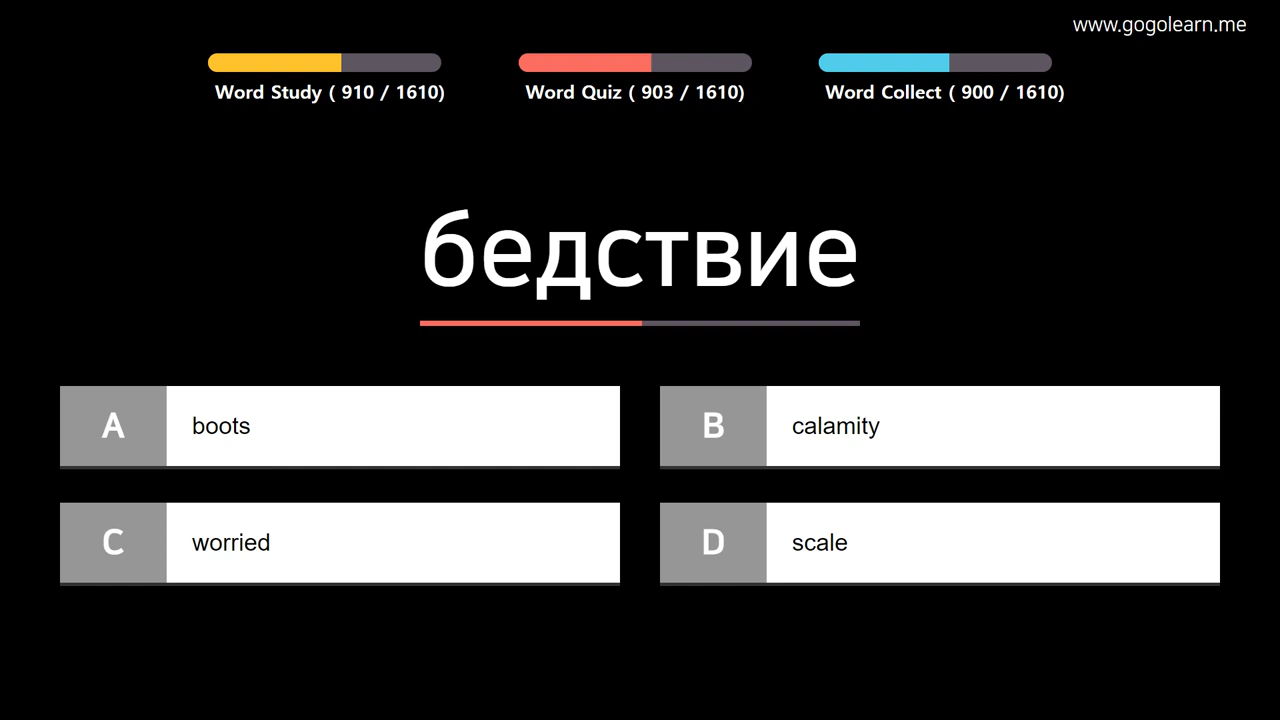 www.gogolearn.me
Word Study ( 910 / 1610)
Word Quiz ( 903 / 1610)
Word Collect ( 900 / 1610)
бедствие
A boots
B calamity
C worried
D scale